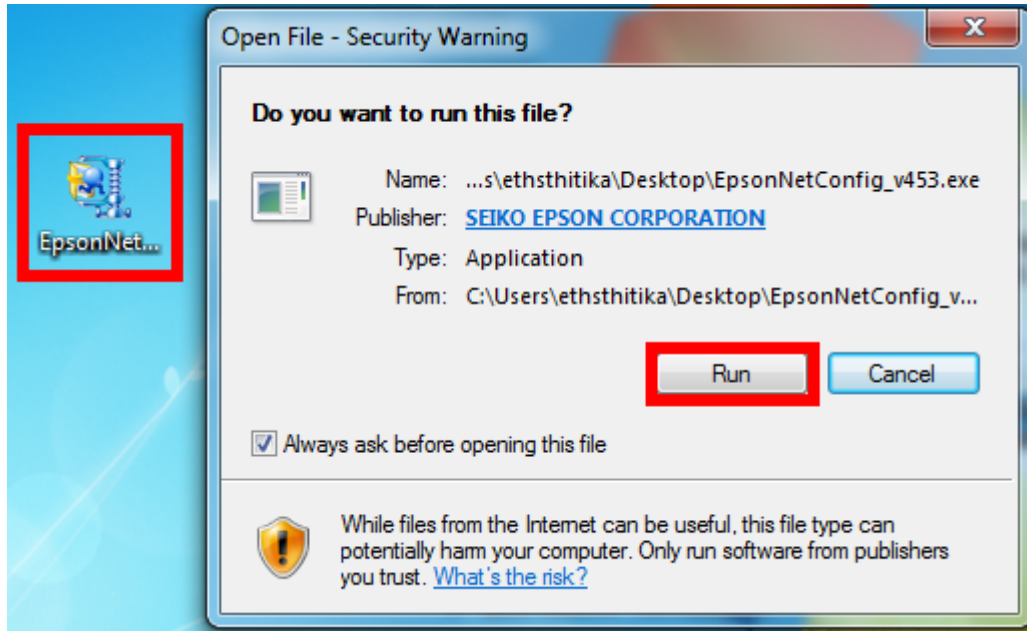 Open File - Security Warning
Do you want to run this file?
Name: ...s\ethsthitika\Desktop\EpsonNetConfig_v453.exe
EpsonNet...
Publisher: SEIKO EPSON CORPORATION
Type: Application
From: C:\Users\ethsthitika\Desktop\EpsonNetConfig_v...
Run Cancel
Always ask before opening this file
While files from the Internet can be useful, this file type can
potentially harm your computer. Only run software from publishers
you trust. What's the risk?